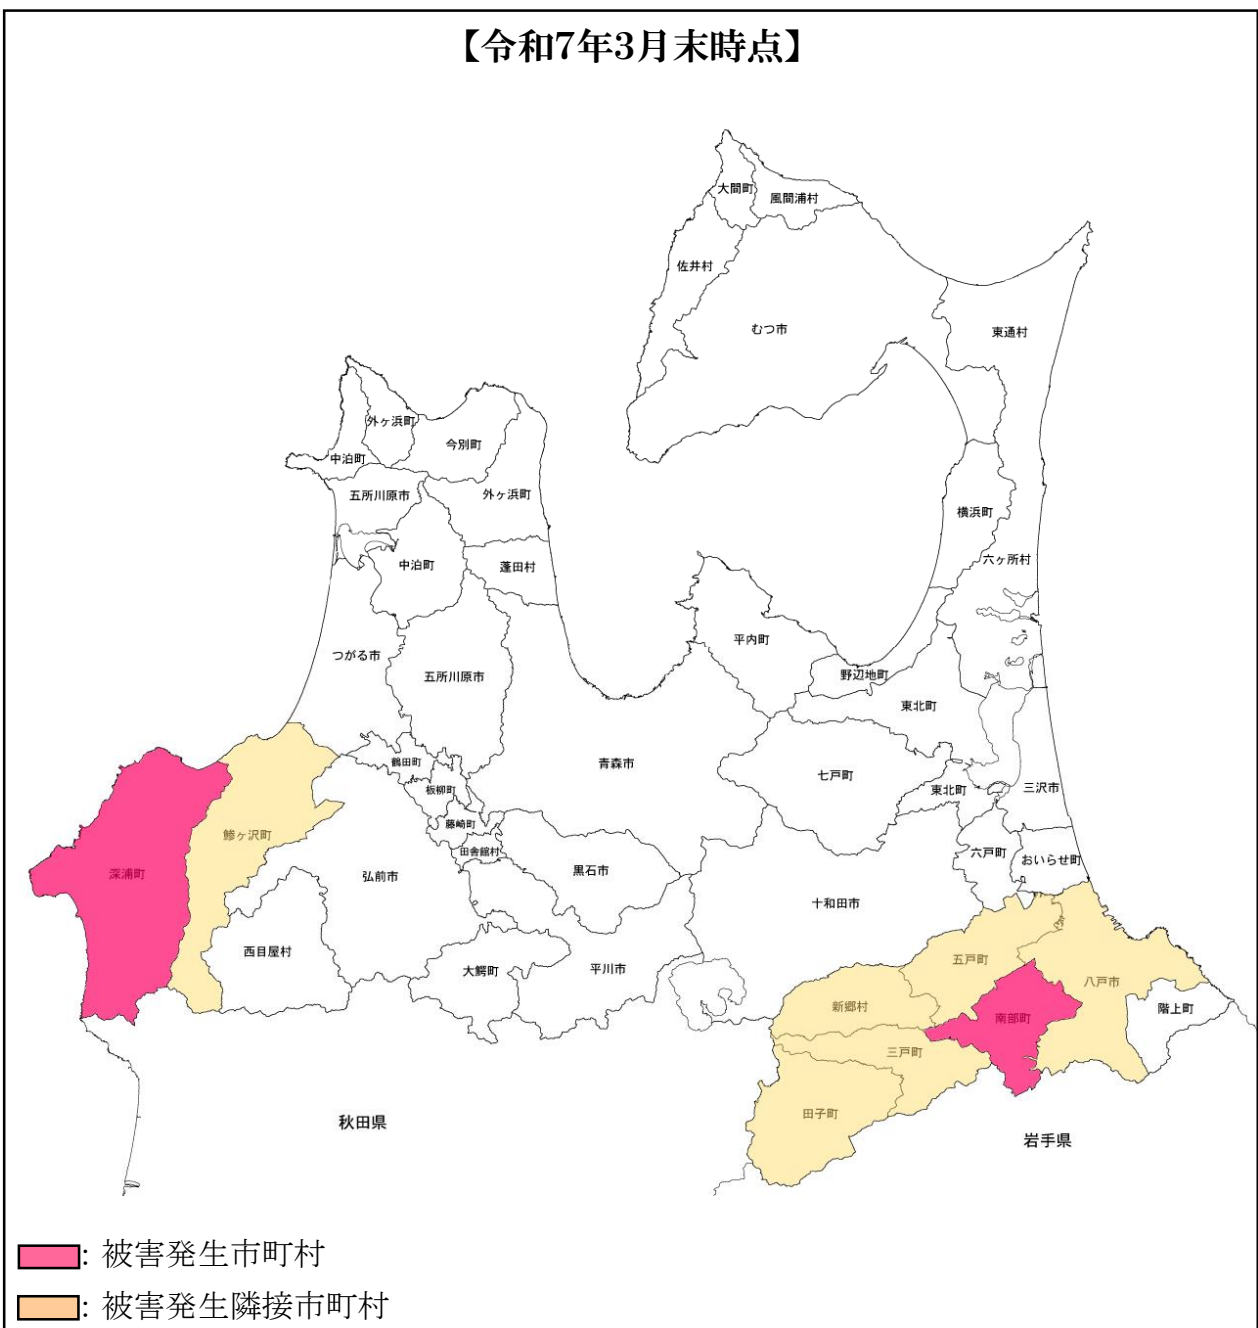 【令和7年3月末時点】
大間町
風間浦村
佐井村
むつ市
東通村
外ヶ浜町
今別町
中泊町
五所川原市
外ヶ浜町
横浜町
中泊町
蓬田村
六ヶ所村
平内町
つがる市
五所川原市
野辺地町
東北町
鶴田町
青森市
七戸町
板柳町
東北町
三沢市
藤崎町
鰺ヶ沢町
田舎館村
六戸町
おいらせ町
深浦町
弘前市
黒石市
十和田市
西目屋村
大鰐町
平川市
五戸町
八戸市
新郷村
南部町
階上町
三戸町
田子町
秋田県
岩手県
: 被害発生市町村
: 被害発生隣接市町村